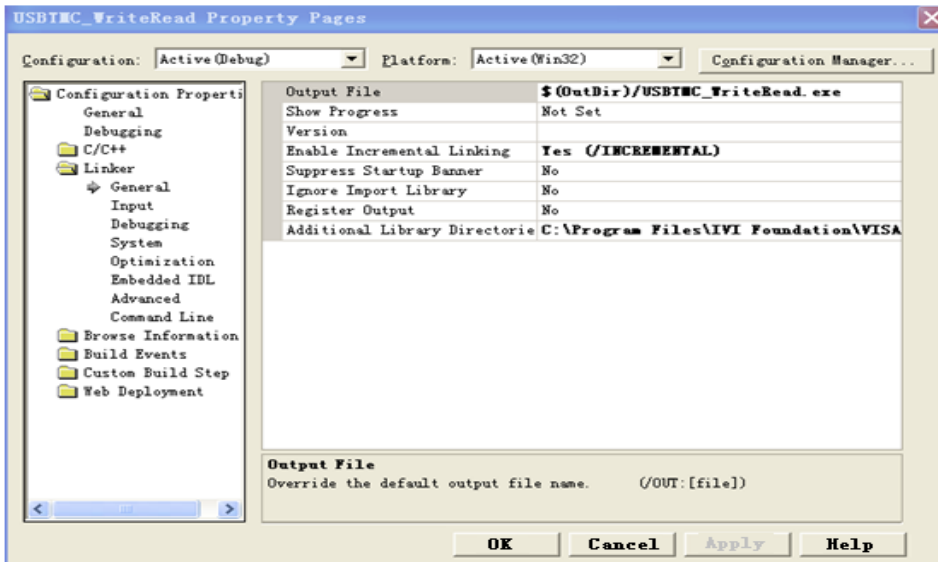 USBTMC_WriteRead Property Pages
Configuration: Active(Debug) Platform: Active(Win32) Configuration Manager...
Configuration Properti
General
Debugging
C/C++
Linker
General
Input
Debugging
System
Optimization
Embedded IDL
Advanced
Command Line
Browse Information
Build Events
Custom Build Step
Web Deployment
Output File $(OutDir)/USBTMC_WriteRead.exe
Show Progress Not Set
Version
Enable Incremental Linking Yes (/INCREMENTAL)
Suppress Startup Banner No
Ignore Import Library No
Register Output No
Additional Library Directorie C:\Program Files\IVI Foundation\VISA
Output File
Override the default output file name. (/OUT:[file])
OK Cancel Apply Help